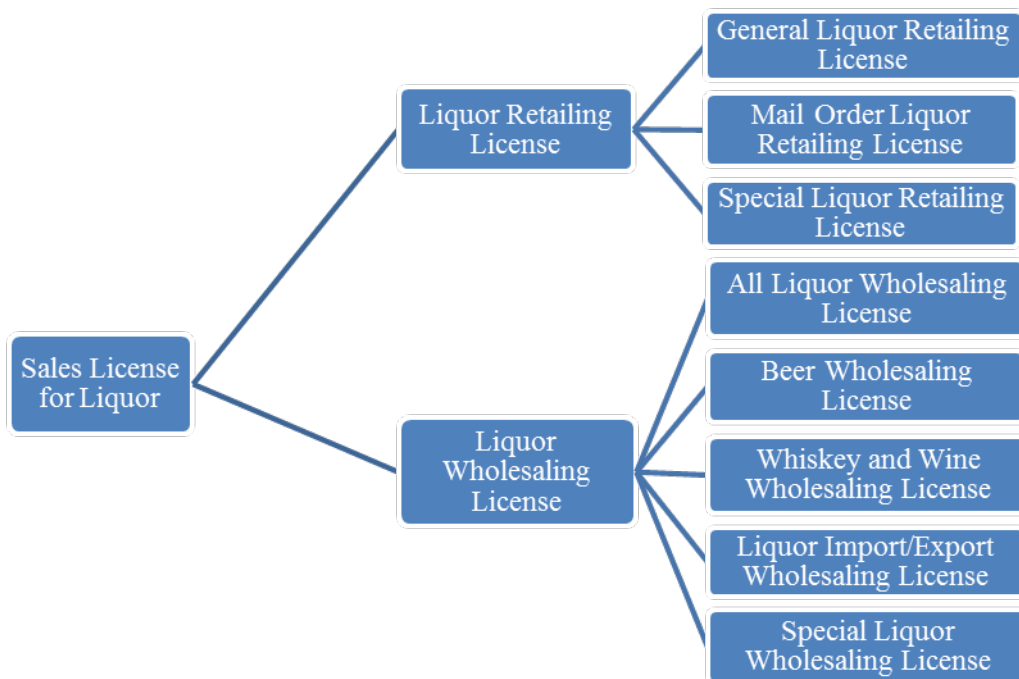 General Liquor Retailing
License
Liquor Retailing
License
Mail Order Liquor
Retailing License
Special Liquor Retailing
License
All Liquor Wholesaling
License
Sales License
for Liquor
Beer Wholesaling
License
Liquor
Wholesaling
License
Whiskey and Wine
Wholesaling License
Liquor Import/Export
Wholesaling License
Special Liquor
Wholesaling License